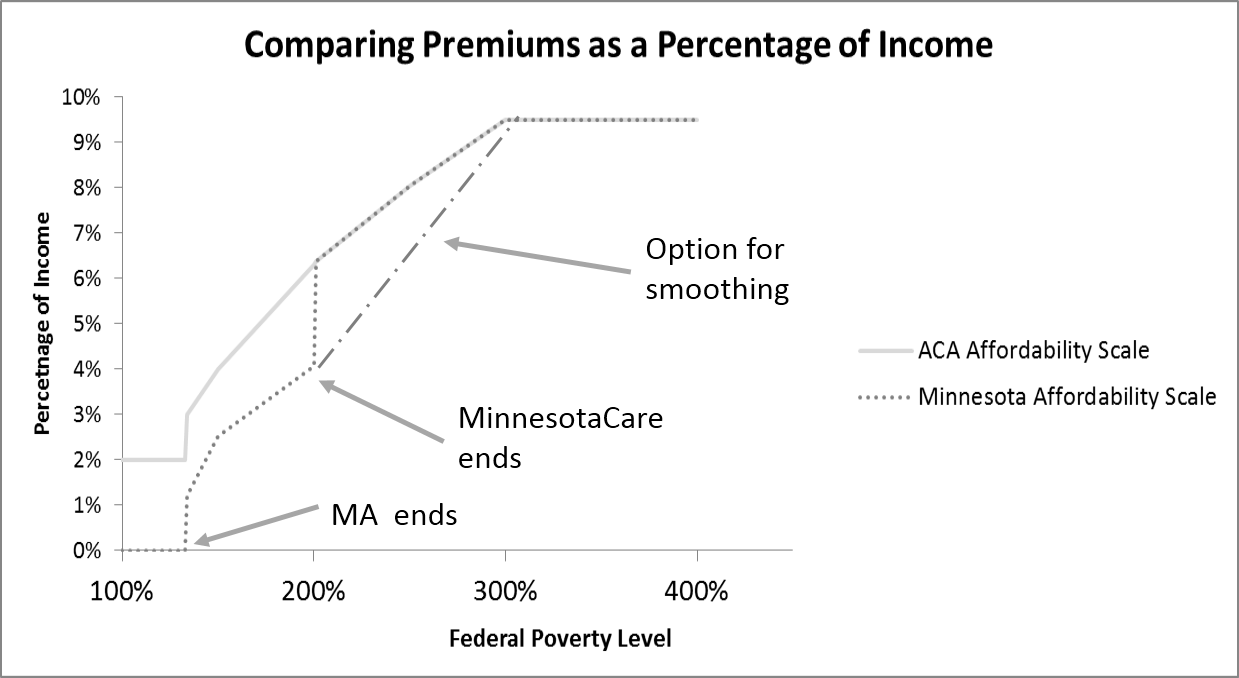 Comparing Premiums as a Percentage of Income
10%
9%
8%
7%
6%
5%
4%
3%
2%
1%
0%
Percetnage of Income
Option for
smoothing
MinnesotaCare
ends
MA ends
ACA Affordability Scale
Minnesota Affordability Scale
100%
200%
300%
400%
Federal Poverty Level